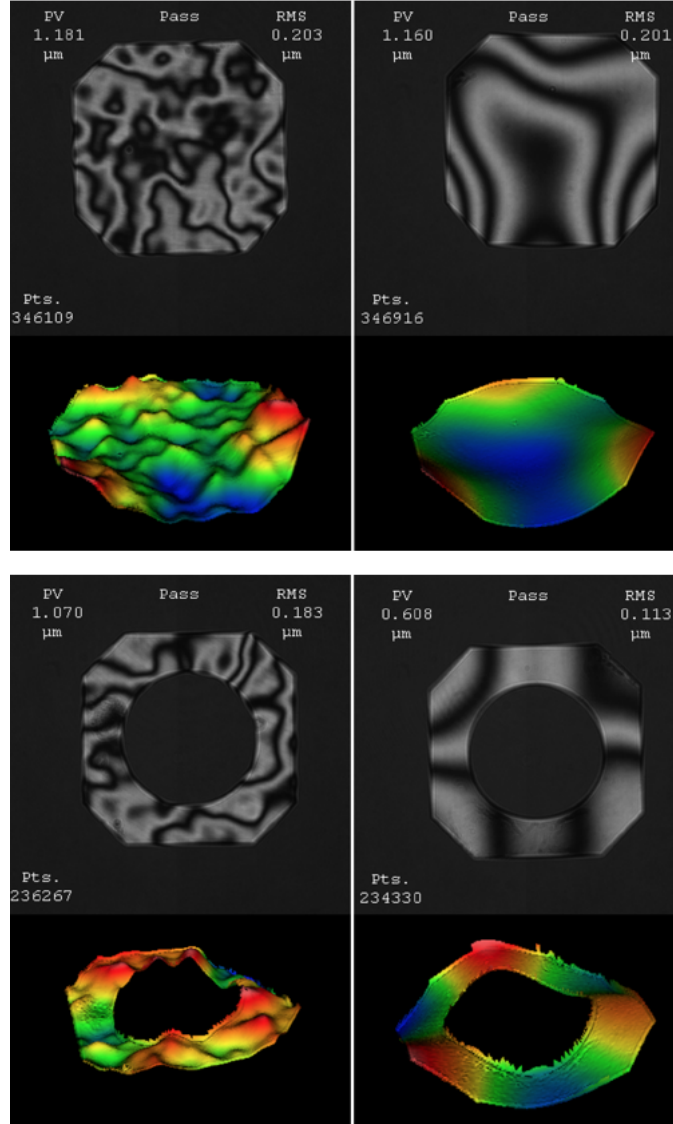 PV Pass RMS
1.181 0.203
µm µm
Pts.
346109
PV Pass RMS
1.160 0.201
µm µm
Pts.
346916
PV Pass RMS
1.070 0.183
µm µm
Pts.
236267
PV Pass RMS
0.608 0.113
µm µm
Pts.
234330